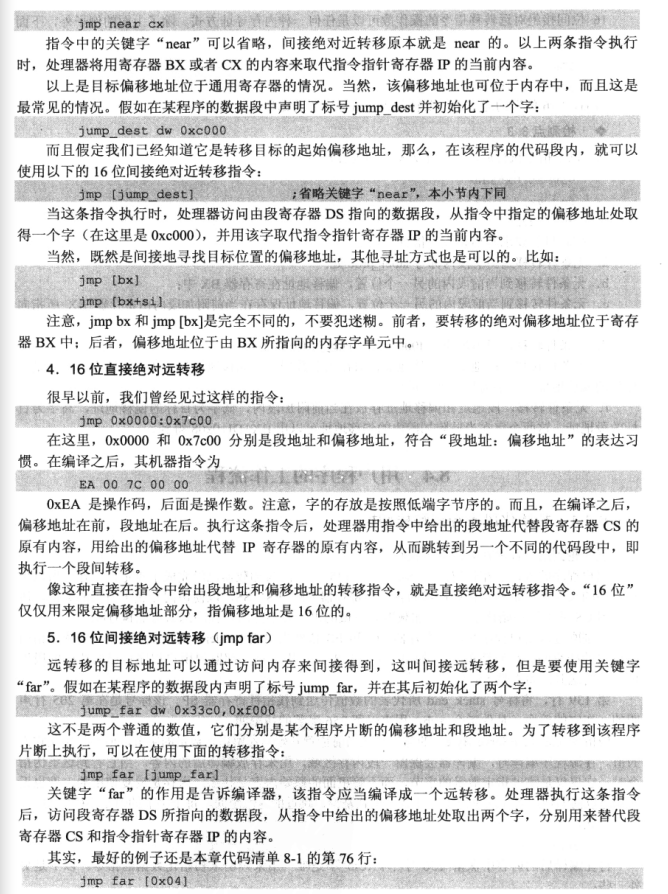 jmp near cx
指令中的关键字“near”可以省略，间接绝对近转移原本就是 near 的。以上两条指令执行
时，处理器将用寄存器 BX 或者 CX 的内容来取代指令指针寄存器 IP 的当前内容。
以上是目标偏移地址位于通用寄存器的情况。当然，该偏移地址也可位于内存中，而且这是
最常见的情况。假如在某程序的数据段中声明了标号 jump_dest 并初始化了一个字：
jump_dest dw 0xc000
而且假定我们已经知道它是转移目标的起始偏移地址，那么，在该程序的代码段内，就可以
使用以下的 16 位间接绝对近转移指令：
jmp [jump_dest] ;省略关键字“near”，本小节内下同
当这条指令执行时，处理器访问由段寄存器 DS 指向的数据段，从指令中指定的偏移地址处取
得一个字（在这里是 0xc000），并用该字取代指令指针寄存器 IP 的当前内容。
当然，既然是间接地寻找目标位置的偏移地址，其他寻址方式也是可以的。比如：
jmp [bx]
jmp [bx+si]
注意，jmp bx 和 jmp [bx]是完全不同的，不要犯迷糊。前者，要转移的绝对偏移地址位于寄存
器 BX 中；后者，偏移地址位于由 BX 所指向的内存字单元中。
4．16 位直接绝对远转移
很早以前，我们曾经见过这样的指令：
jmp 0x0000:0x7c00
在这里，0x0000 和 0x7c00 分别是段地址和偏移地址，符合“段地址：偏移地址”的表达习
惯。在编译之后，其机器指令为
EA 00 7C 00 00
0xEA 是操作码，后面是操作数。注意，字的存放是按照低端字节序的。而且，在编译之后，
偏移地址在前，段地址在后。执行这条指令后，处理器用指令中给出的段地址代替段寄存器 CS 的
原有内容，用给出的偏移地址代替 IP 寄存器的原有内容，从而跳转到另一个不同的代码段中，即
执行一个段间转移。
像这种直接在指令中给出段地址和偏移地址的转移指令，就是直接绝对远转移指令。“16 位”
仅仅用来限定偏移地址部分，指偏移地址是 16 位的。
5．16 位间接绝对远转移（jmp far）
远转移的目标地址可以通过访问内存来间接得到，这叫间接远转移，但是要使用关键字
“far”。假如在某程序的数据段内声明了标号 jump_far，并在其后初始化了两个字：
jump_far dw 0x33c0,0xf000
这不是两个普通的数值，它们分别是某个程序片断的偏移地址和段地址。为了转移到该程序
片断上执行，可以在使用下面的转移指令：
jmp far [jump_far]
关键字“far”的作用是告诉编译器，该指令应当编译成一个远转移。处理器执行这条指令
后，访问段寄存器 DS 所指向的数据段，从指令中给出的偏移地址处取出两个字，分别用来替代段
寄存器 CS 和指令指针寄存器 IP 的内容。
其实，最好的例子还是本章代码清单 8-1 的第 76 行：
jmp far [0x04]